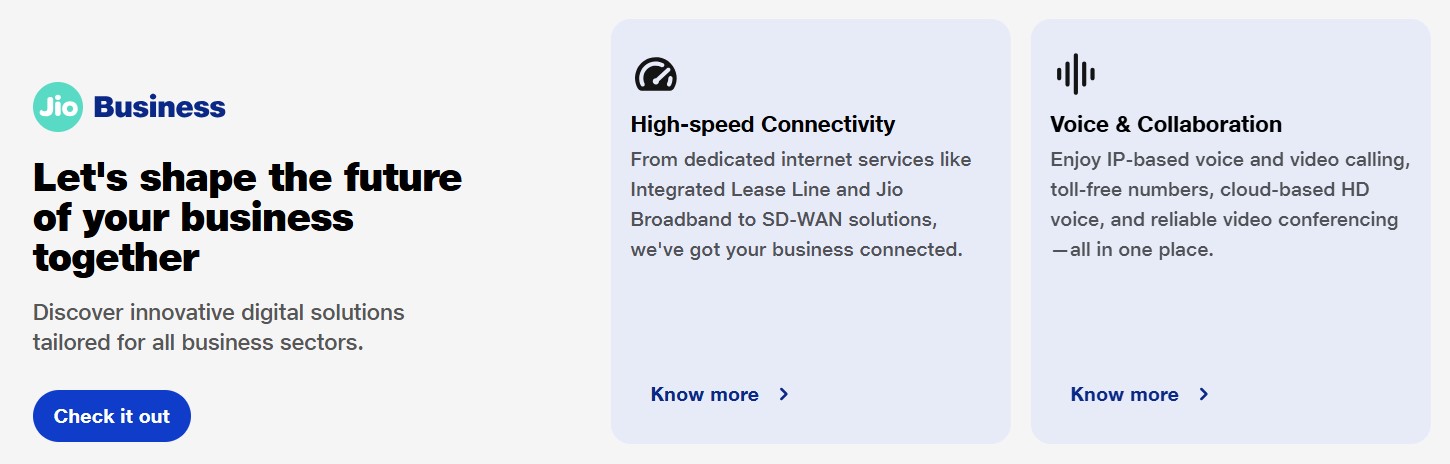 Jio Business
Let's shape the future
of your business
together
Discover innovative digital solutions
tailored for all business sectors.
Check it out
High-speed Connectivity
From dedicated internet services like
Integrated Lease Line and Jio
Broadband to SD-WAN solutions,
we've got your business connected.
Know more
Voice & Collaboration
Enjoy IP-based voice and video calling,
toll-free numbers, cloud-based HD
voice, and reliable video conferencing
—all in one place.
Know more